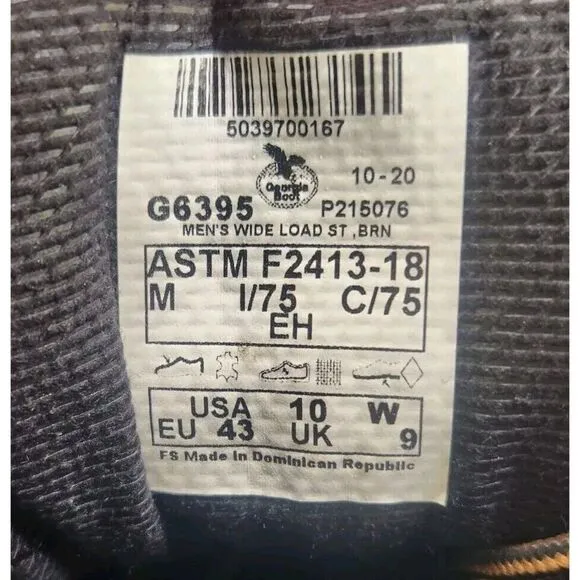 5039700167
Georgia Boot
10-20
G6395 P215076
MEN'S WIDE LOAD ST ,BRN
ASTM F2413-18
M I/75 C/75
EH
USA 10 W
EU 43 UK 9
FS Made in Dominican Republic